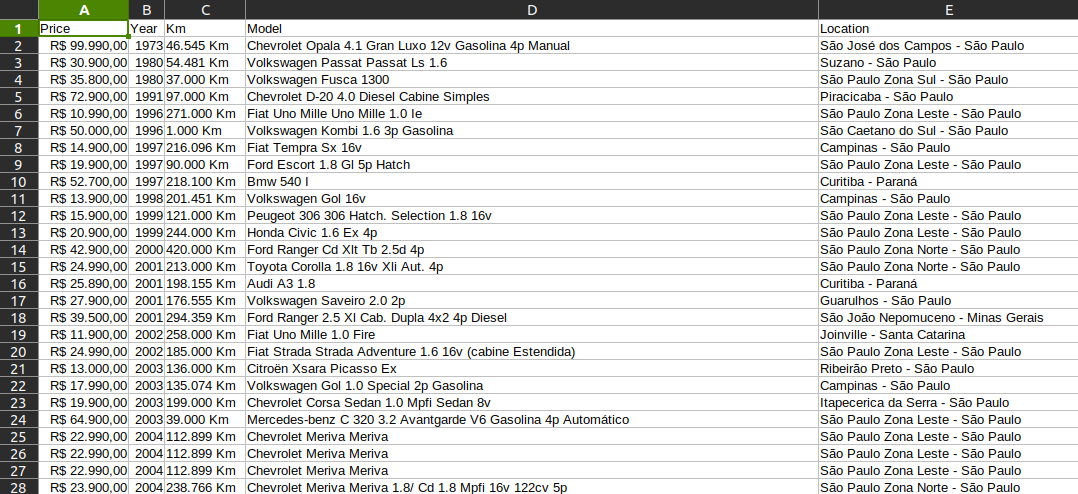 A B C D E
1 Price Year Km Model Location
2 R$ 99.990,00 1973 46.545 Km Chevrolet Opala 4.1 Gran Luxo 12v Gasolina 4p Manual São José dos Campos - São Paulo
3 R$ 30.900,00 1980 54.481 Km Volkswagen Passat Passat Ls 1.6 Suzano - São Paulo
4 R$ 35.800,00 1980 37.000 Km Volkswagen Fusca 1300 São Paulo Zona Sul - São Paulo
5 R$ 72.900,00 1991 97.000 Km Chevrolet D-20 4.0 Diesel Cabine Simples Piracicaba - São Paulo
6 R$ 10.990,00 1996 271.000 Km Fiat Uno Mille Uno Mille 1.0 Ie São Paulo Zona Leste - São Paulo
7 R$ 50.000,00 1996 1.000 Km Volkswagen Kombi 1.6 3p Gasolina São Caetano do Sul - São Paulo
8 R$ 14.900,00 1997 216.096 Km Fiat Tempra Sx 16v Campinas - São Paulo
9 R$ 19.900,00 1997 90.000 Km Ford Escort 1.8 Gl 5p Hatch São Paulo Zona Leste - São Paulo
10 R$ 52.700,00 1997 218.100 Km Bmw 540 I Curitiba - Paraná
11 R$ 13.900,00 1998 201.451 Km Volkswagen Gol 16v Campinas - São Paulo
12 R$ 15.900,00 1999 121.000 Km Peugeot 306 306 Hatch. Selection 1.8 16v São Paulo Zona Leste - São Paulo
13 R$ 20.900,00 1999 244.000 Km Honda Civic 1.6 Ex 4p São Paulo Zona Leste - São Paulo
14 R$ 42.900,00 2000 420.000 Km Ford Ranger Cd Xlt Tb 2.5d 4p São Paulo Zona Norte - São Paulo
15 R$ 24.990,00 2001 213.000 Km Toyota Corolla 1.8 16v Xli Aut. 4p São Paulo Zona Norte - São Paulo
16 R$ 25.890,00 2001 198.155 Km Audi A3 1.8 Curitiba - Paraná
17 R$ 27.900,00 2001 176.555 Km Volkswagen Saveiro 2.0 2p Guarulhos - São Paulo
18 R$ 39.500,00 2001 294.359 Km Ford Ranger 2.5 Xl Cab. Dupla 4x2 4p Diesel São João Nepomuceno - Minas Gerais
19 R$ 11.900,00 2002 258.000 Km Fiat Uno Mille 1.0 Fire Joinville - Santa Catarina
20 R$ 24.990,00 2002 185.000 Km Fiat Strada Strada Adventure 1.6 16v (cabine Estendida) São Paulo Zona Leste - São Paulo
21 R$ 13.000,00 2003 136.000 Km Citroën Xsara Picasso Ex Ribeirão Preto - São Paulo
22 R$ 17.990,00 2003 135.074 Km Volkswagen Gol 1.0 Special 2p Gasolina Campinas - São Paulo
23 R$ 19.900,00 2003 199.000 Km Chevrolet Corsa Sedan 1.0 Mpfi Sedan 8v Itapecerica da Serra - São Paulo
24 R$ 64.900,00 2003 39.000 Km Mercedes-benz C 320 3.2 Avantgarde V6 Gasolina 4p Automático São Paulo Zona Leste - São Paulo
25 R$ 22.990,00 2004 112.899 Km Chevrolet Meriva Meriva São Paulo Zona Leste - São Paulo
26 R$ 22.990,00 2004 112.899 Km Chevrolet Meriva Meriva São Paulo Zona Leste - São Paulo
27 R$ 22.990,00 2004 112.899 Km Chevrolet Meriva Meriva São Paulo Zona Leste - São Paulo
28 R$ 23.900,00 2004 238.766 Km Chevrolet Meriva Meriva 1.8/ Cd 1.8 Mpfi 16v 122cv 5p São Paulo Zona Norte - São Paulo